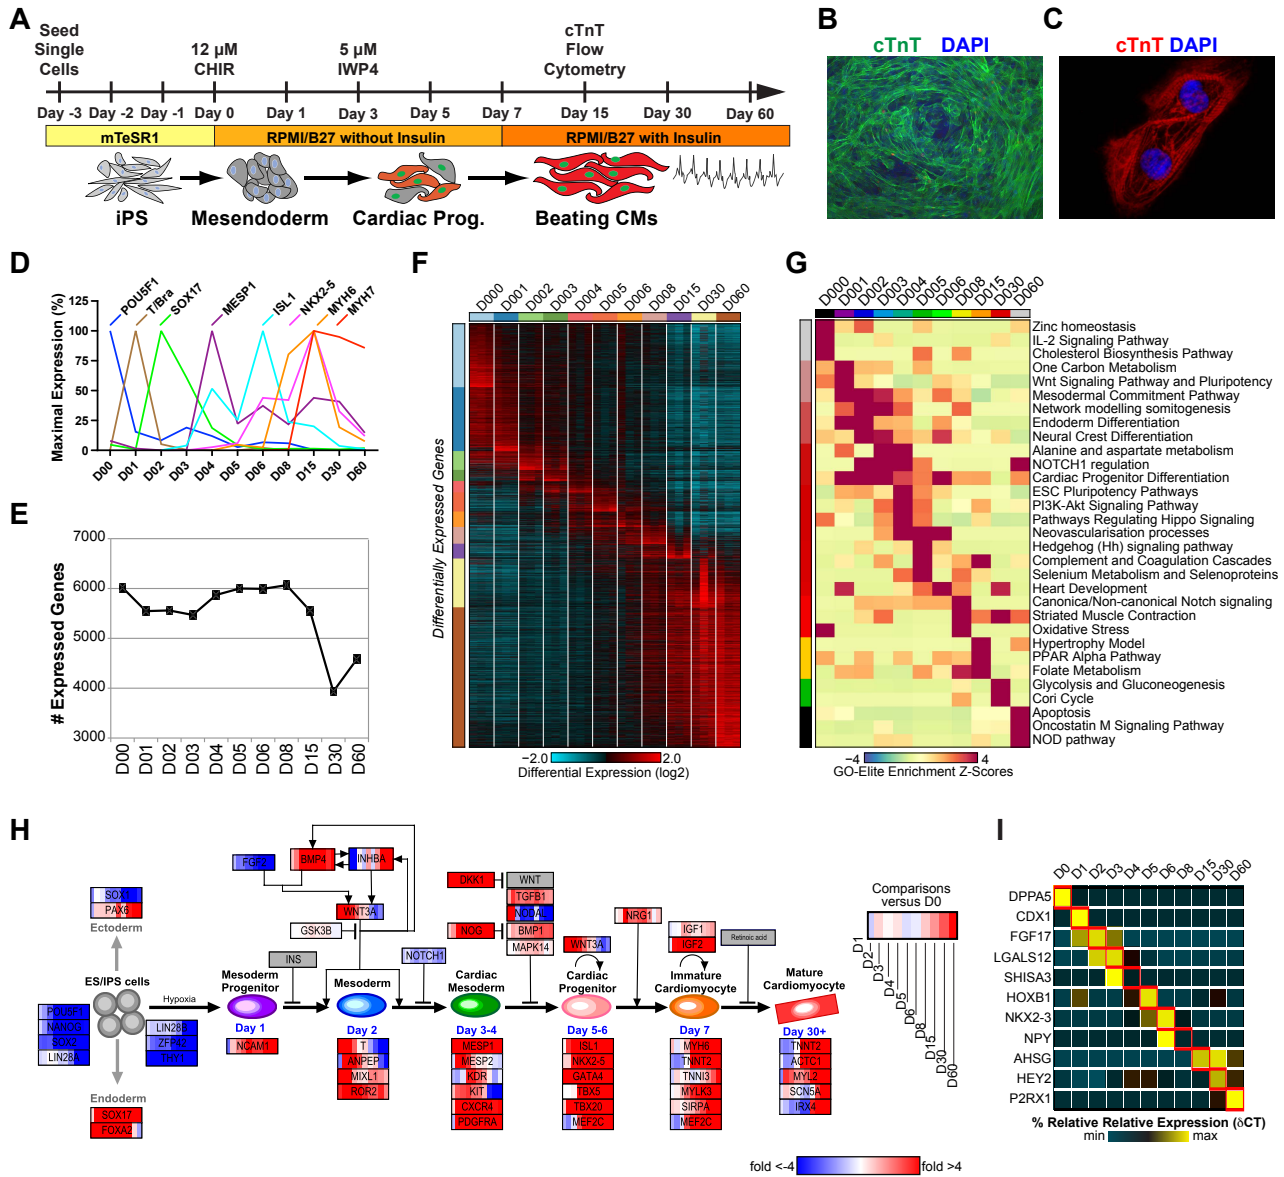 A
Seed
Single
Cells
12 µM
CHIR
5 µM
IWP4
cTnT
Flow
Cytometry
Day -3 Day -2 Day -1 Day 0 Day 1 Day 3 Day 5 Day 7 Day 15 Day 30 Day 60
mTeSR1 RPMI/B27 without Insulin RPMI/B27 with Insulin
iPS Mesendoderm Cardiac Prog. Beating CMs
B
cTnT DAPI
C
cTnT DAPI
D
Maximal Expression (%)
125
100
75
50
25
0
POU5F1 T/Bra SOX17 MESP1 ISL1 NKX2-5 MYH6 MYH7
D00 D01 D02 D03 D04 D05 D06 D08 D15 D30 D60
E
# Expressed Genes
7000
6000
5000
4000
3000
D00 D01 D02 D03 D04 D05 D06 D08 D15 D30 D60
F
D000 D001 D002 D003 D004 D005 D006 D008 D015 D030 D060
Differentially Expressed Genes
−2.0 2.0
Differential Expression (log2)
G
D000 D001 D002 D003 D004 D005 D006 D008 D015 D030 D060
Zinc homeostasis
IL-2 Signaling Pathway
Cholesterol Biosynthesis Pathway
One Carbon Metabolism
Wnt Signaling Pathway and Pluripotency
Mesodermal Commitment Pathway
Network modelling somitogenesis
Endoderm Differentiation
Neural Crest Differentiation
Alanine and aspartate metabolism
NOTCH1 regulation
Cardiac Progenitor Differentiation
ESC Pluripotency Pathways
PI3K-Akt Signaling Pathway
Pathways Regulating Hippo Signaling
Neovascularisation processes
Hedgehog (Hh) signaling pathway
Complement and Coagulation Cascades
Selenium Metabolism and Selenoproteins
Heart Development
Canonica/Non-canonical Notch signaling
Striated Muscle Contraction
Oxidative Stress
Hypertrophy Model
PPAR Alpha Pathway
Folate Metabolism
Glycolysis and Gluconeogenesis
Cori Cycle
Apoptosis
Oncostatin M Signaling Pathway
NOD pathway
−4 4
GO-Elite Enrichment Z-Scores
H
SOX1
PAX6
Ectoderm
ES/IPS cells
POU5F1
NANOG
SOX2
LIN28A
Hypoxia
LIN28B
ZFP42
THY1
Endoderm
SOX17
FOXA2
FGF2
BMP4
INHBA
WNT3A
GSK3B
INS
NOTCH1
DKK1
WNT
TGFB1
NODAL
NOG
BMP1
MAPK14
WNT3A
NRG1
IGF1
IGF2
Retinoic acid
Mesoderm
Progenitor
Day 1
NCAM1
Mesoderm
Day 2
T
ANPEP
MIXL1
ROR2
Cardiac
Mesoderm
Day 3-4
MESP1
MESP2
KDR
KIT
CXCR4
PDGFRA
Cardiac
Progenitor
Day 5-6
ISL1
NKX2-5
GATA4
TBX5
TBX20
MEF2C
Immature
Cardiomyocyte
Day 7
MYH6
TNNT2
TNNI3
MYLK3
SIRPA
MEF2C
Mature
Cardiomyocyte
Day 30+
TNNT2
ACTC1
MYL2
SCN5A
IRX4
Comparisons
versus D0
D1
D2
D3
D4
D5
D6
D8
D15
D30
D60
fold <-4 fold >4
I
D0 D1 D2 D3 D4 D5 D6 D8 D15 D30 D60
DPPA5
CDX1
FGF17
LGALS12
SHISA3
HOXB1
NKX2-3
NPY
AHSG
HEY2
P2RX1
% Relative Relative Expression (δCT)
min max